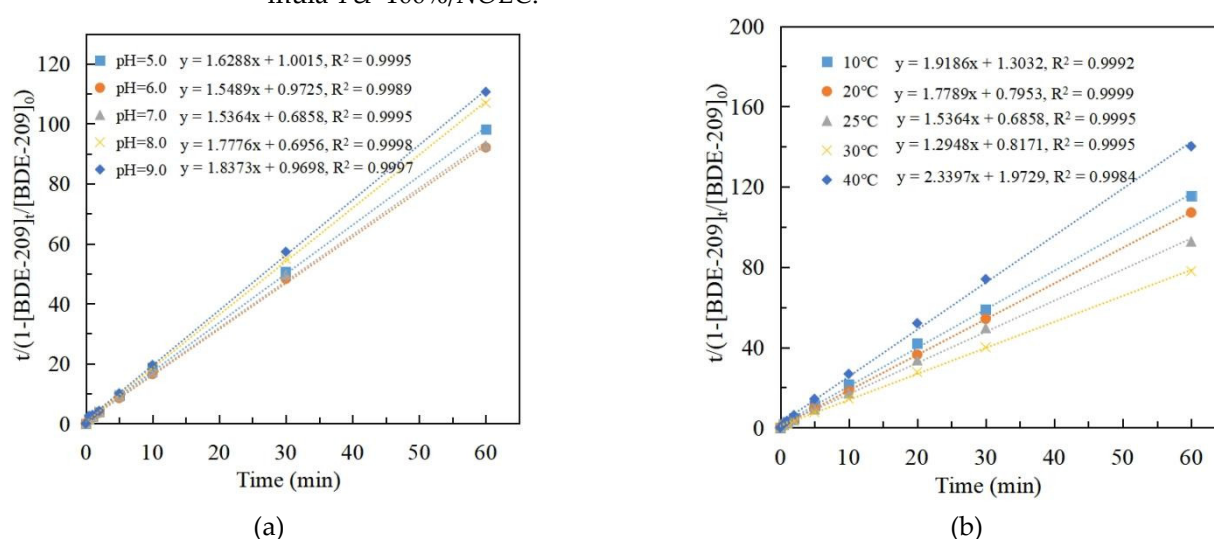 t/(1-[BDE-209]t/[BDE-209]0)
120
100
80
60
40
20
0
pH=5.0 y = 1.6288x + 1.0015, R² = 0.9995
pH=6.0 y = 1.5489x + 0.9725, R² = 0.9989
pH=7.0 y = 1.5364x + 0.6858, R² = 0.9995
pH=8.0 y = 1.7776x + 0.6956, R² = 0.9998
pH=9.0 y = 1.8373x + 0.9698, R² = 0.9997
0 10 20 30 40 50 60
Time (min)
(a)
t/(1-[BDE-209]t/[BDE-209]0)
200
160
120
80
40
0
10℃ y = 1.9186x + 1.3032, R² = 0.9992
20℃ y = 1.7789x + 0.7953, R² = 0.9999
25℃ y = 1.5364x + 0.6858, R² = 0.9995
30℃ y = 1.2948x + 0.8171, R² = 0.9995
40℃ y = 2.3397x + 1.9729, R² = 0.9984
0 10 20 30 40 50 60
Time (min)
(b)